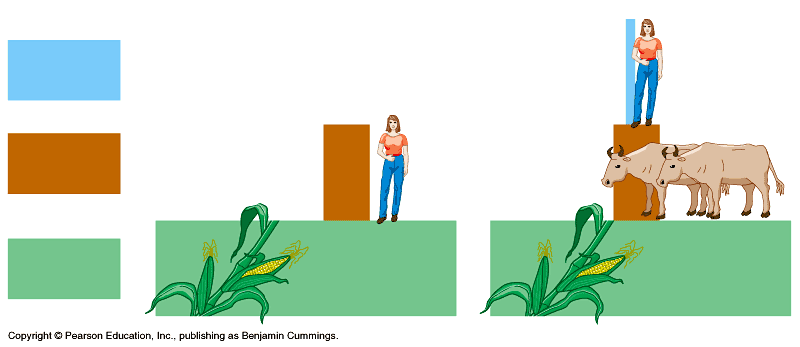 Copyright © Pearson Education, Inc., publishing as Benjamin Cummings.